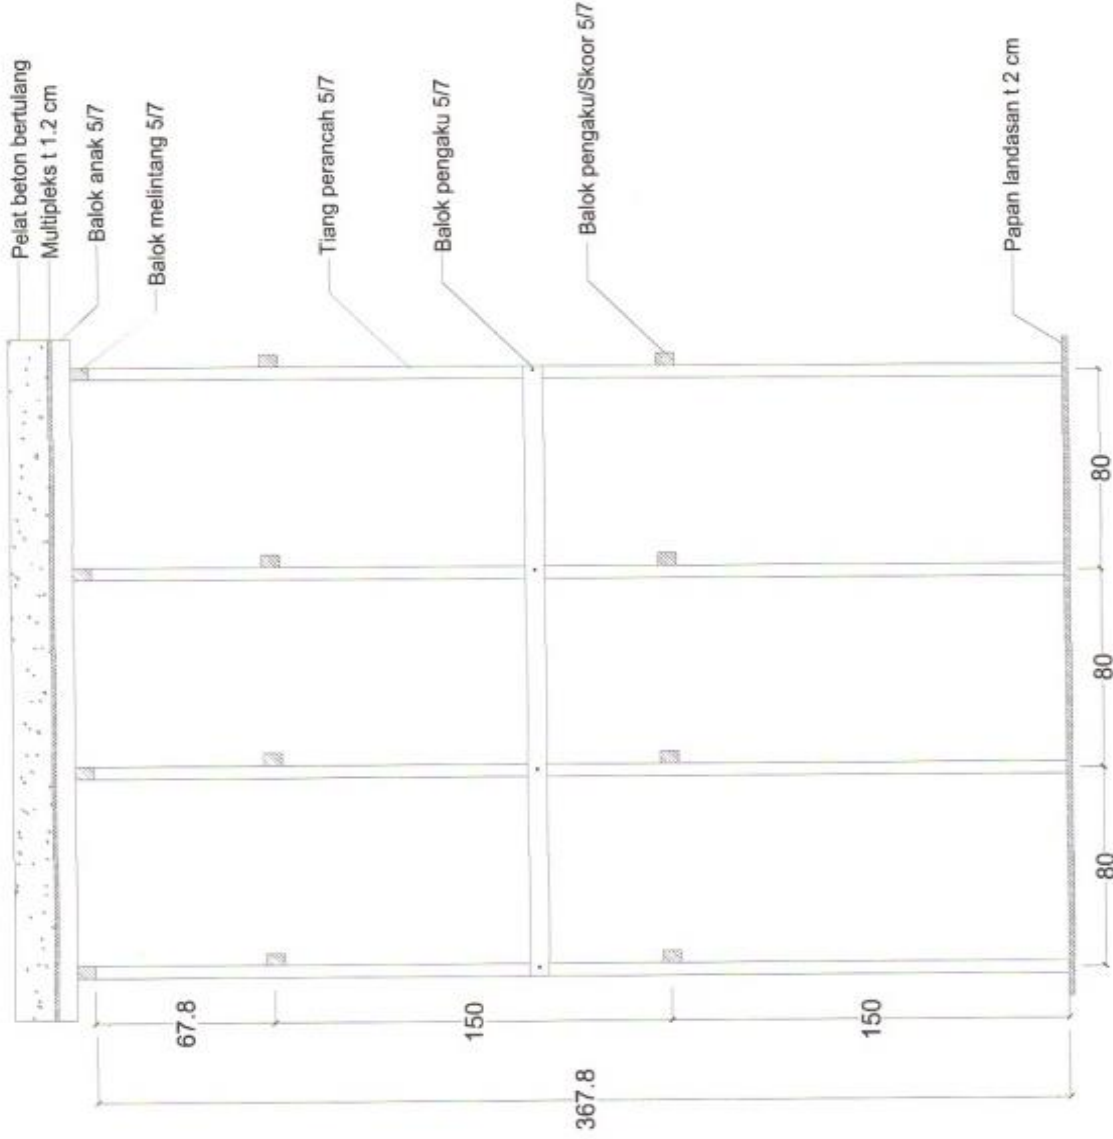 Pelat beton bertulang
Multipleks t 1.2 cm
Balok anak 5/7
Balok melintang 5/7
Tiang perancah 5/7
Balok pengaku 5/7
Balok pengaku/Skoor 5/7
Papan landasan t 2 cm
67.8
150
150
367.8
80
80
80